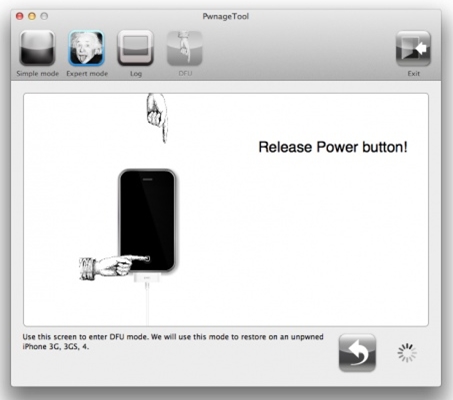 PwnageTool
Simple mode Expert mode Log DFU Exit
Release Power button!
Use this screen to enter DFU mode. We will use this mode to restore on an unpwned
iPhone 3G, 3GS, 4.